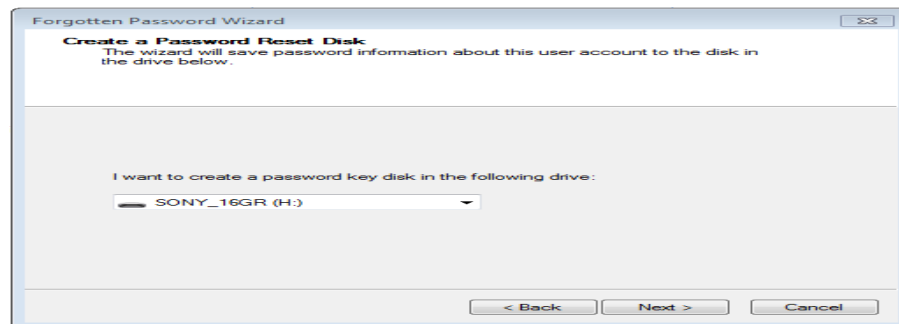 Forgotten Password Wizard
Create a Password Reset Disk
The wizard will save password information about this user account to the disk in
the drive below.
I want to create a password key disk in the following drive:
SONY_16GR (H:)
< Back
Next >
Cancel